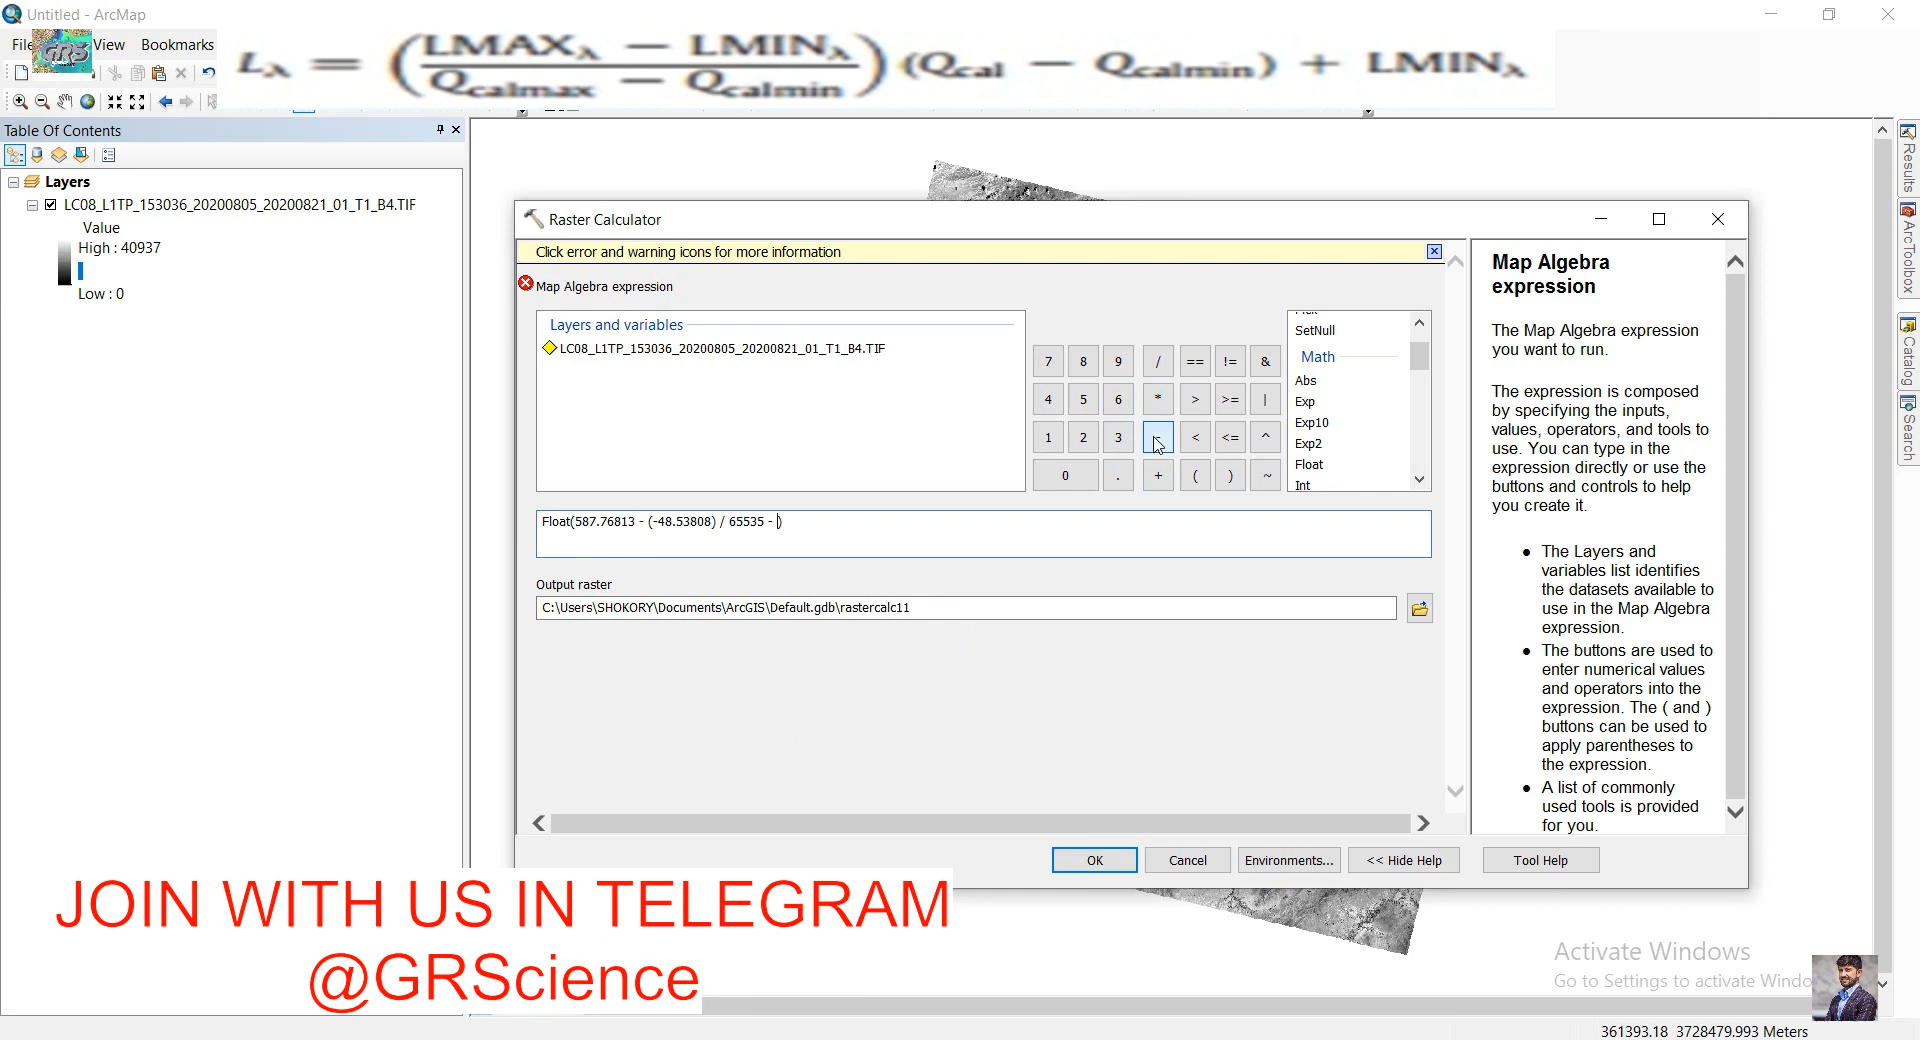 Untitled - ArcMap
File View Bookmarks
GRS
Lλ = (LMAXλ − LMINλ / Qcalmax − Qcalmin) (Qcal − Qcalmin) + LMINλ
Table Of Contents
Layers
LC08_L1TP_153036_20200805_20200821_01_T1_B4.TIF
Value
High : 40937
Low : 0
Raster Calculator
Click error and warning icons for more information
Map Algebra expression
Layers and variables
LC08_L1TP_153036_20200805_20200821_01_T1_B4.TIF
7 8 9 / == != &
4 5 6 * > >= |
1 2 3 - < <= ^
0 . + ( ) ~
SetNull
Math
Abs
Exp
Exp10
Exp2
Float
Int
Float(587.76813 - (-48.53808) / 65535 - )
Output raster
C:\Users\SHOKORY\Documents\ArcGIS\Default.gdb\rastercalc11
OK
Cancel
Environments...
<< Hide Help
Tool Help
Map Algebra
expression
The Map Algebra expression
you want to run.
The expression is composed
by specifying the inputs,
values, operators, and tools to
use. You can type in the
expression directly or use the
buttons and controls to help
you create it.
• The Layers and
variables list identifies
the datasets available to
use in the Map Algebra
expression.
• The buttons are used to
enter numerical values
and operators into the
expression. The ( and )
buttons can be used to
apply parentheses to
the expression.
• A list of commonly
used tools is provided
for you.
Results
ArcToolbox
Catalog
Search
JOIN WITH US IN TELEGRAM
@GRScience
Activate Windows
Go to Settings to activate Windo
361393.18 3728479.993 Meters